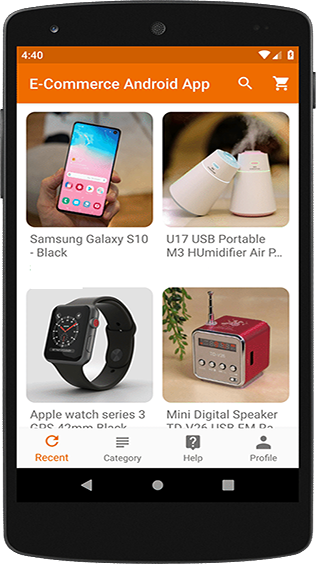 4:40
E-Commerce Android App
Samsung Galaxy S10
- Black
U17 USB Portable
M3 HUmidifier Air P...
Apple watch series 3
GPS 42mm Black
Mini Digital Speaker
TD-V26 USB FM Ra
Recent
Category
Help
Profile